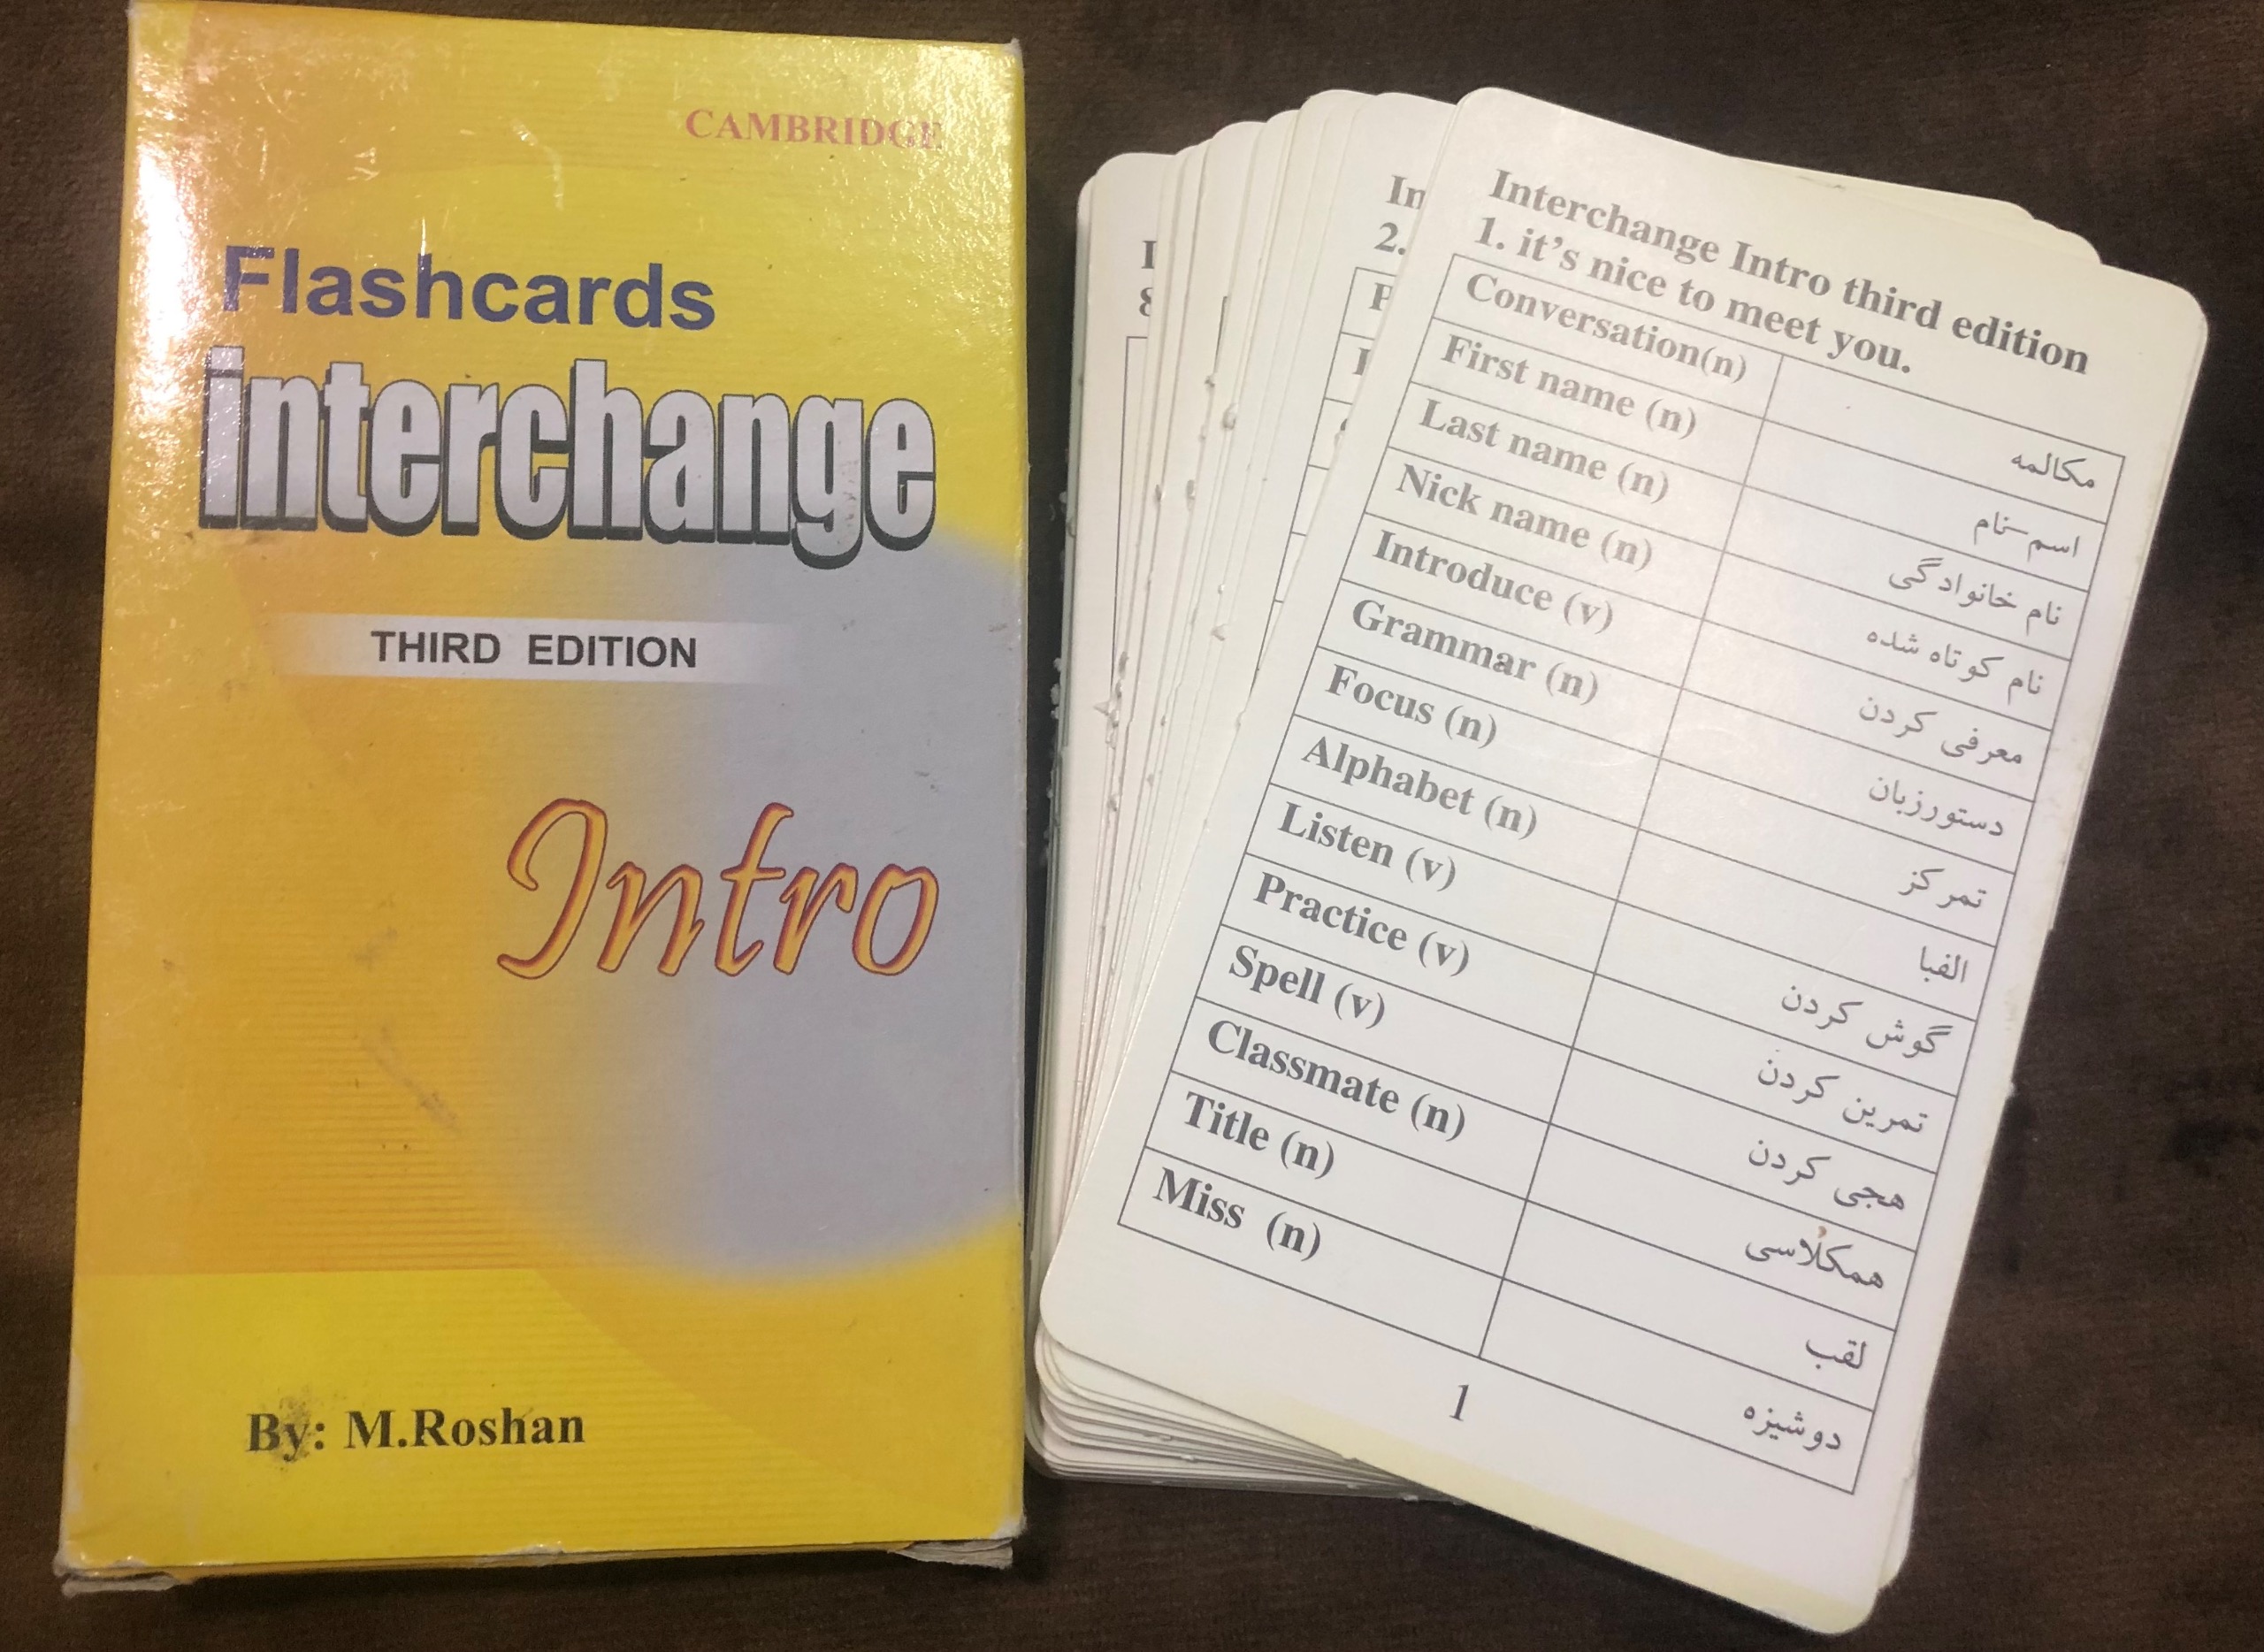 CAMBRIDGE
Flashcards
interchange
THIRD EDITION
Intro
By: M.Roshan
Interchange Intro third edition
1. it's nice to meet you.
Conversation(n) مکالمه
First name (n) اسم-نام
Last name (n) نام خانوادگی
Nick name (n) نام کوتاه شده
Introduce (v) معرفی کردن
Grammar (n) دستورزبان
Focus (n) تمرکز
Alphabet (n) الفبا
Listen (v) گوش کردن
Practice (v) تمرین کردن
Spell (v) هجی کردن
Classmate (n) همکلاسی
Title (n) لقب
Miss (n) دوشیزه
1
In
2.